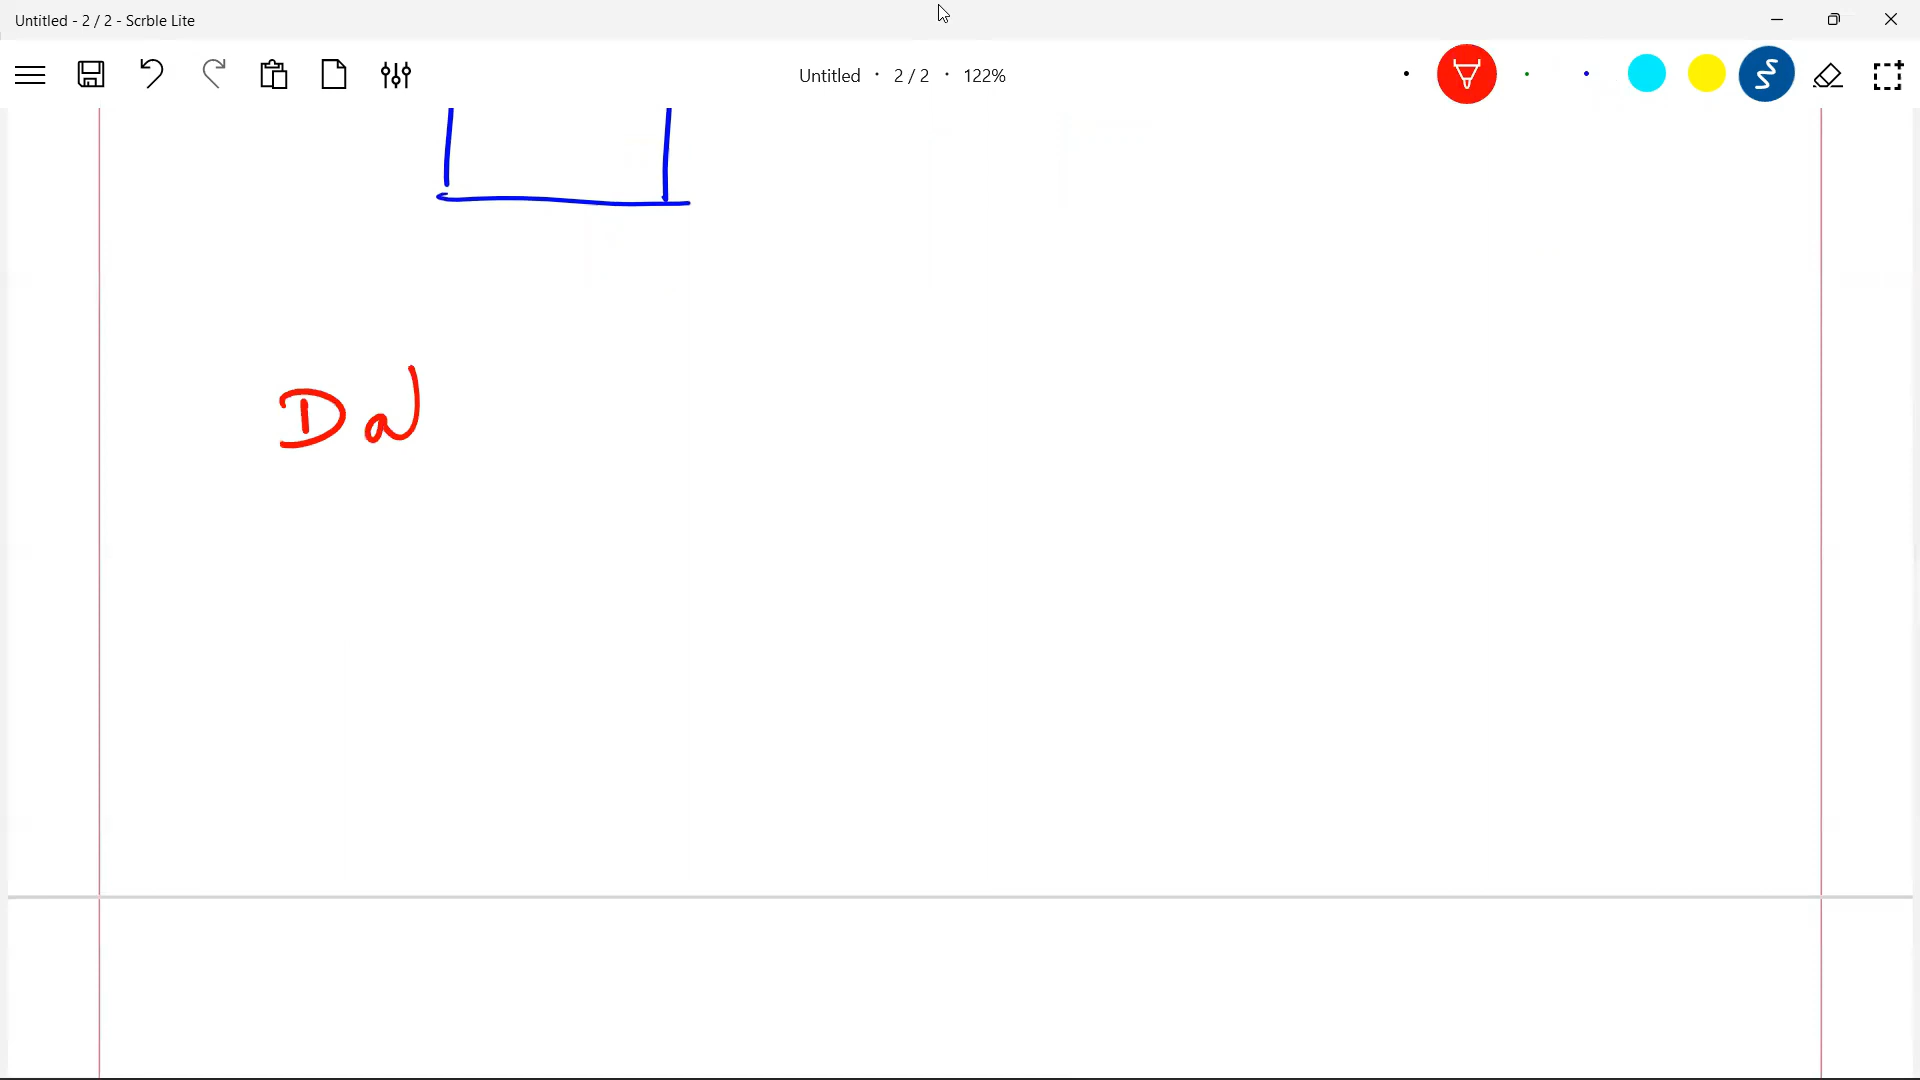 Untitled - 2 / 2 - Scrble Lite
Untitled · 2 / 2 · 122%
Da